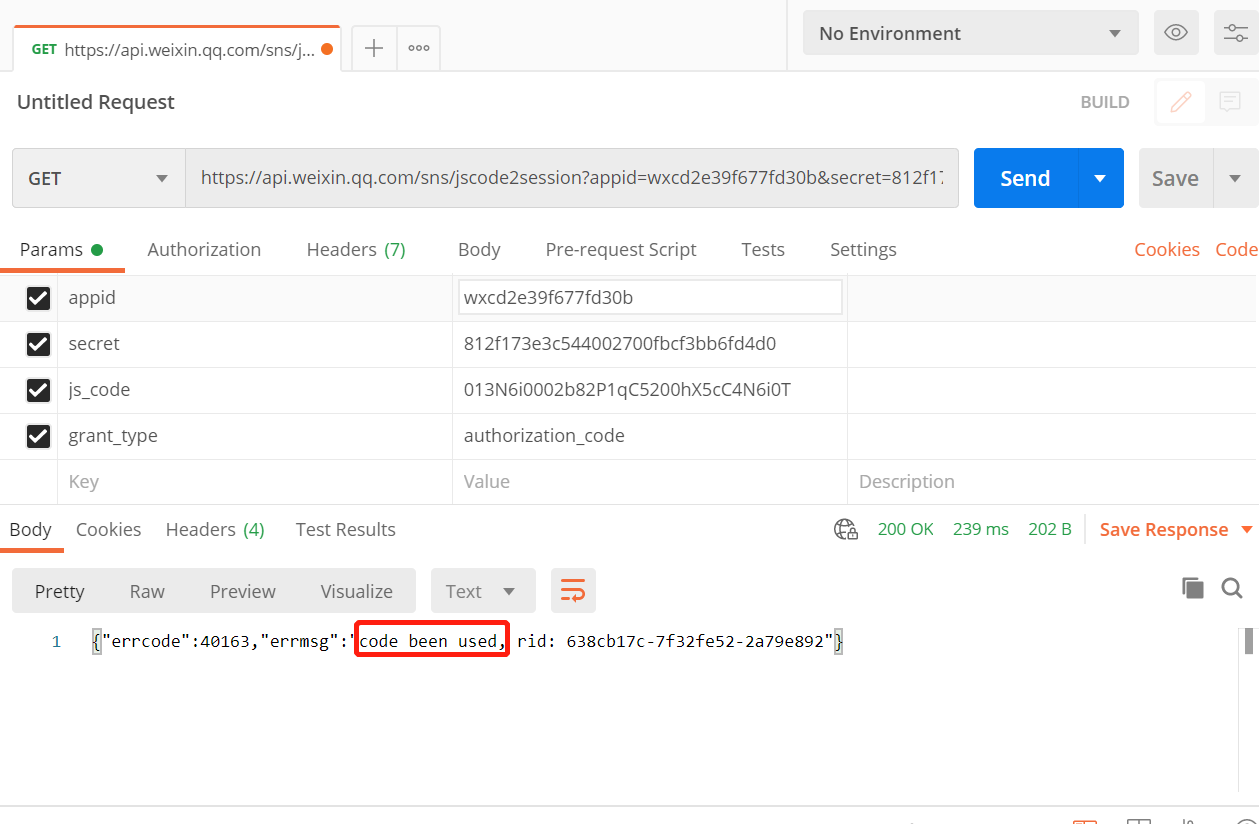 GET https://api.weixin.qq.com/sns/j...
No Environment
Untitled Request
BUILD
GET
https://api.weixin.qq.com/sns/jscode2session?appid=wxcd2e39f677fd30b&secret=812f17
Send
Save
Params
Authorization
Headers (7)
Body
Pre-request Script
Tests
Settings
Cookies
Code
appid
wxcd2e39f677fd30b
secret
812f173e3c544002700fbcf3bb6fd4d0
js_code
013N6i0002b82P1qC5200hX5cC4N6i0T
grant_type
authorization_code
Key
Value
Description
Body
Cookies
Headers (4)
Test Results
200 OK
239 ms
202 B
Save Response
Pretty
Raw
Preview
Visualize
Text
1
{"errcode":40163,"errmsg":"code been used, rid: 638cb17c-7f32fe52-2a79e892"}